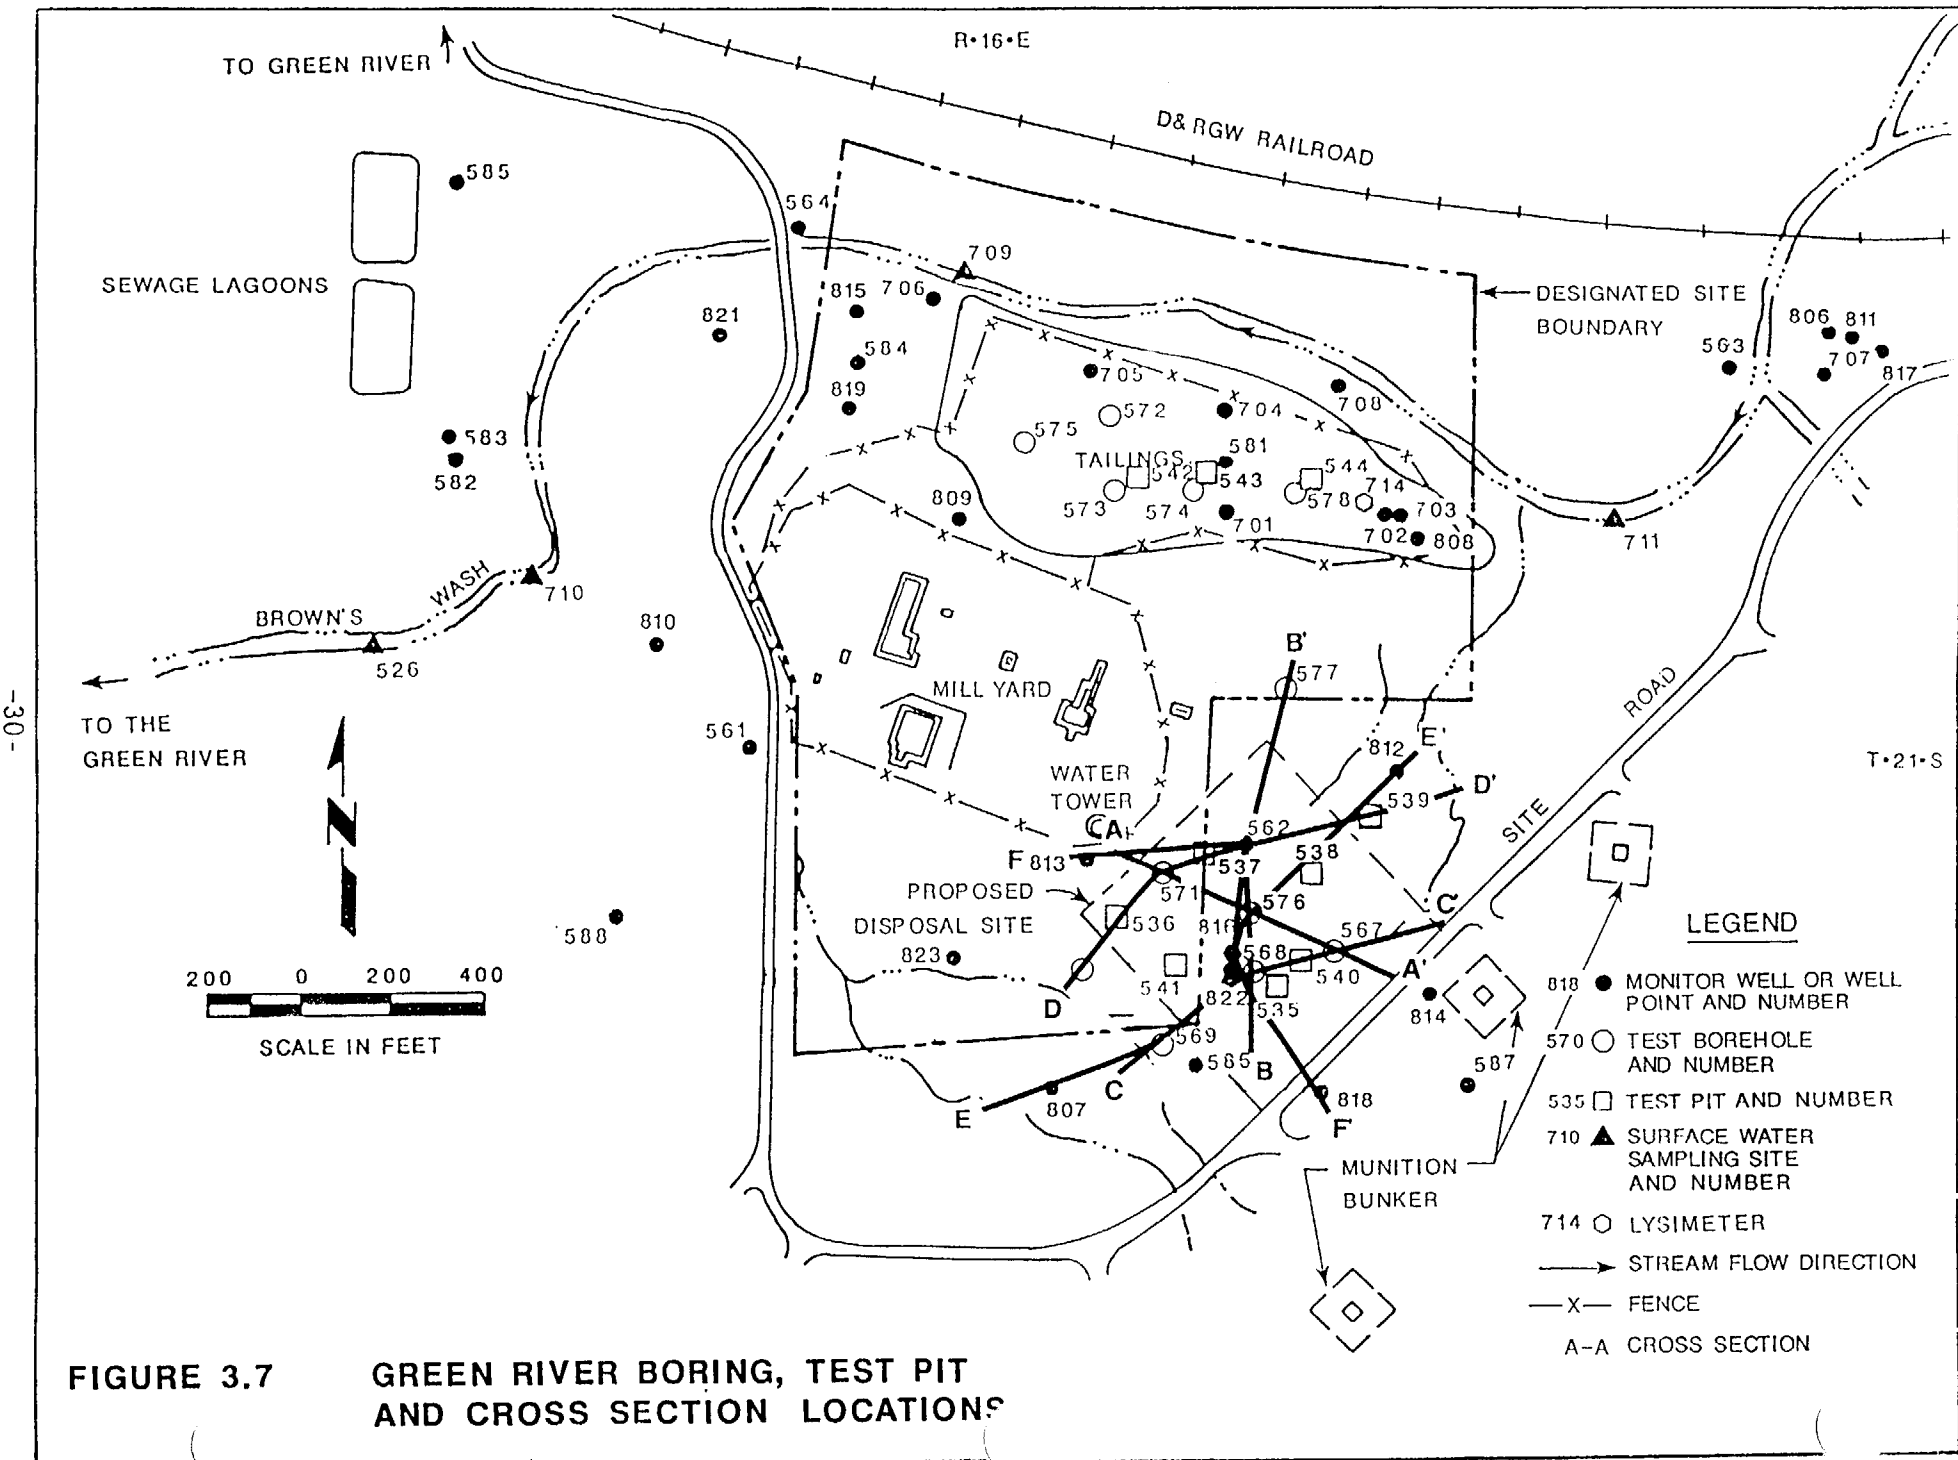 R·16·E
TO GREEN RIVER
D&RGW RAILROAD
585
564
SEWAGE LAGOONS
709
706
815
821
584
819
DESIGNATED SITE
BOUNDARY
806
811
563
707
817
705
708
572
704
575
583
582
581
TAILINGS
542
543
544
714
573
574
578
703
809
701
702
808
711
WASH
710
BROWN'S
526
810
B'
577
MILL YARD
TO THE
GREEN RIVER
561
ROAD
812
E'
T·21·S
WATER
TOWER
D'
539
SITE
A
562
F
813
537
538
571
PROPOSED
DISPOSAL SITE
536
576
C'
816
567
588
823
568
540
A'
541
822
535
814
D
569
585
B
587
C
807
818
E
F'
MUNITION
BUNKER
200 0 200 400
SCALE IN FEET
-30-
LEGEND
818 MONITOR WELL OR WELL
POINT AND NUMBER
570 TEST BOREHOLE
AND NUMBER
535 TEST PIT AND NUMBER
710 SURFACE WATER
SAMPLING SITE
AND NUMBER
714 LYSIMETER
STREAM FLOW DIRECTION
—X— FENCE
A-A CROSS SECTION
FIGURE 3.7 GREEN RIVER BORING, TEST PIT
AND CROSS SECTION LOCATIONS